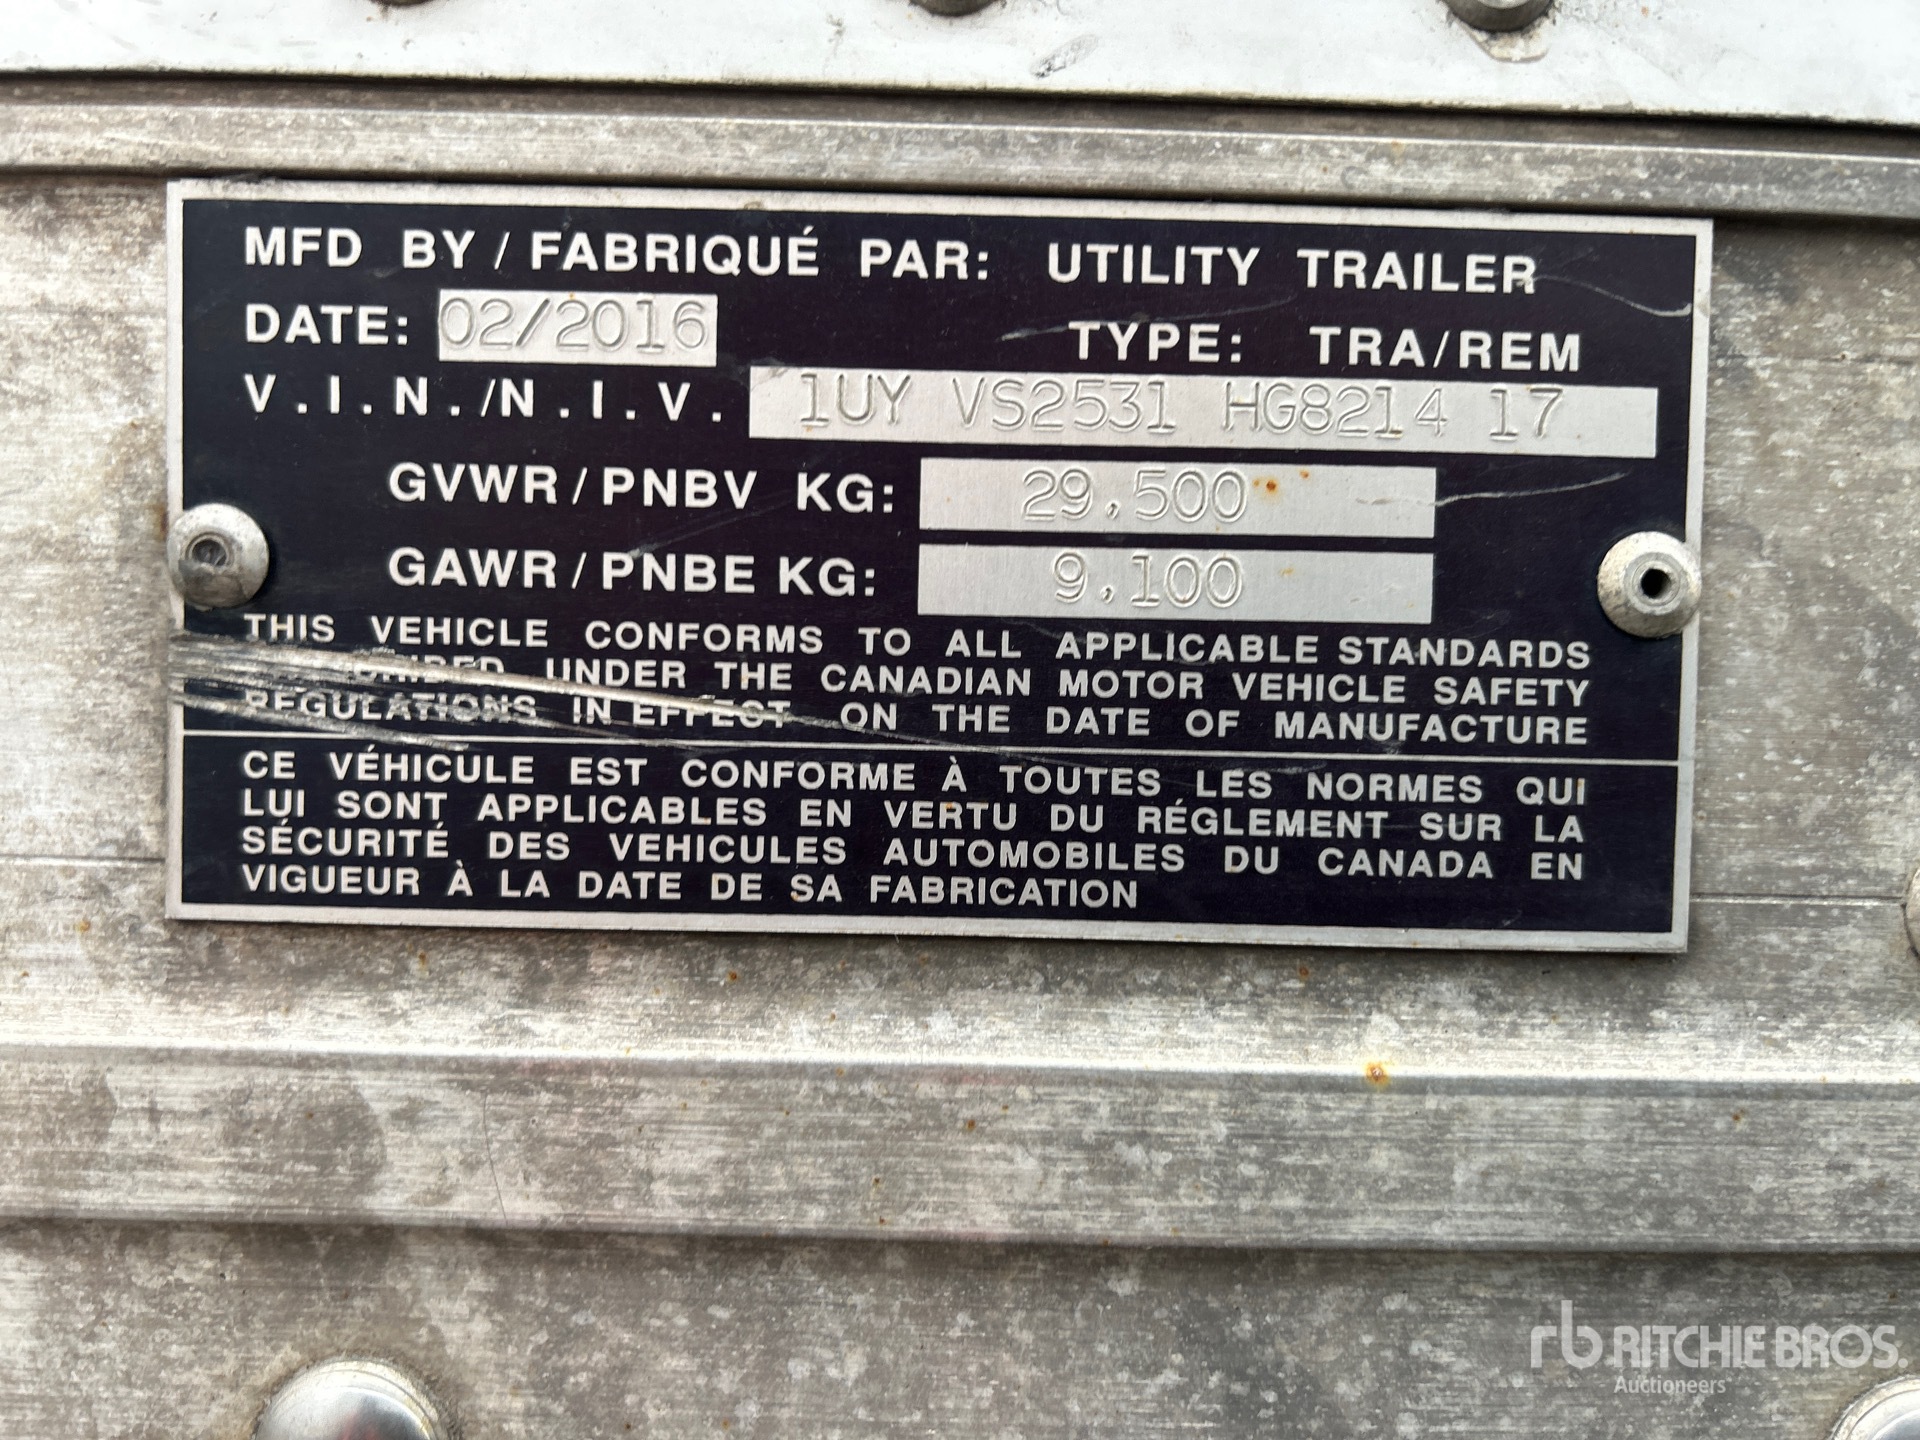 MFD BY / FABRIQUÉ PAR: UTILITY TRAILER
DATE: 02/2016 TYPE: TRA/REM
V.I.N./N.I.V. 1UY VS2531 HG8214 17
GVWR / PNBV KG: 29,500
GAWR / PNBE KG: 9,100
THIS VEHICLE CONFORMS TO ALL APPLICABLE STANDARDS
UNDER THE CANADIAN MOTOR VEHICLE SAFETY
REGULATIONS IN EFFECT ON THE DATE OF MANUFACTURE
CE VÉHICULE EST CONFORME À TOUTES LES NORMES QUI
LUI SONT APPLICABLES EN VERTU DU RÉGLEMENT SUR LA
SÉCURITÉ DES VEHICULES AUTOMOBILES DU CANADA EN
VIGUEUR À LA DATE DE SA FABRICATION
rb RITCHIE BROS.
Auctioneers